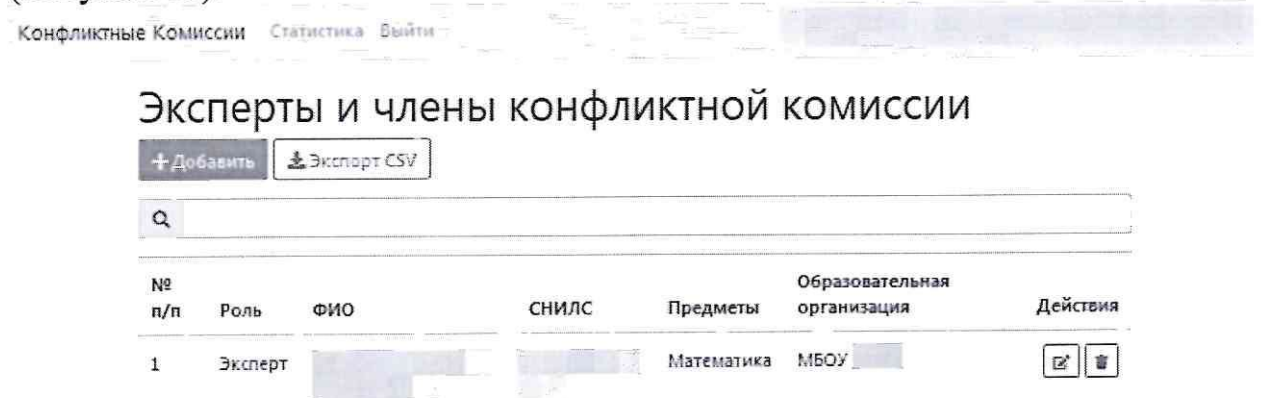 Конфликтные Комиссии Статистика Выйти
Эксперты и члены конфликтной комиссии
+ Добавить Экспорт CSV
№ п/п Роль ФИО СНИЛС Предметы Образовательная организация Действия
1 Эксперт Математика МБОУ